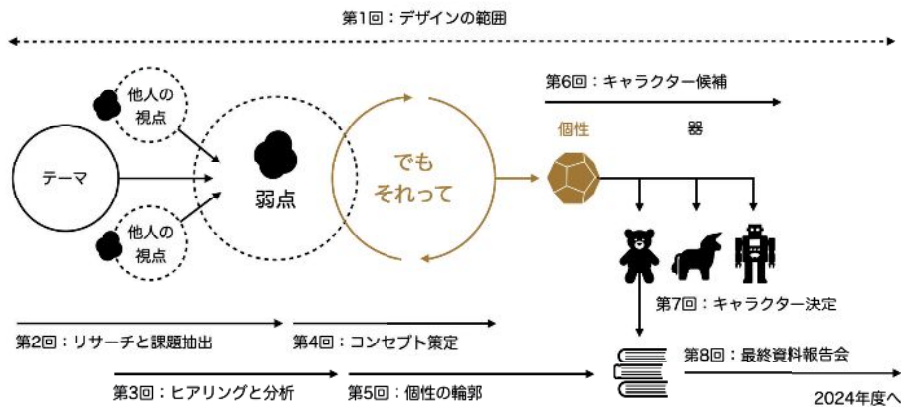 第1回：デザインの範囲
他人の
視点
テーマ
他人の
視点
弱点
でも
それって
第6回：キャラクター候補
個性
器
第7回：キャラクター決定
第2回：リサーチと課題抽出
第4回：コンセプト策定
第3回：ヒアリングと分析
第5回：個性の輪郭
第8回：最終資料報告会
2024年度へ